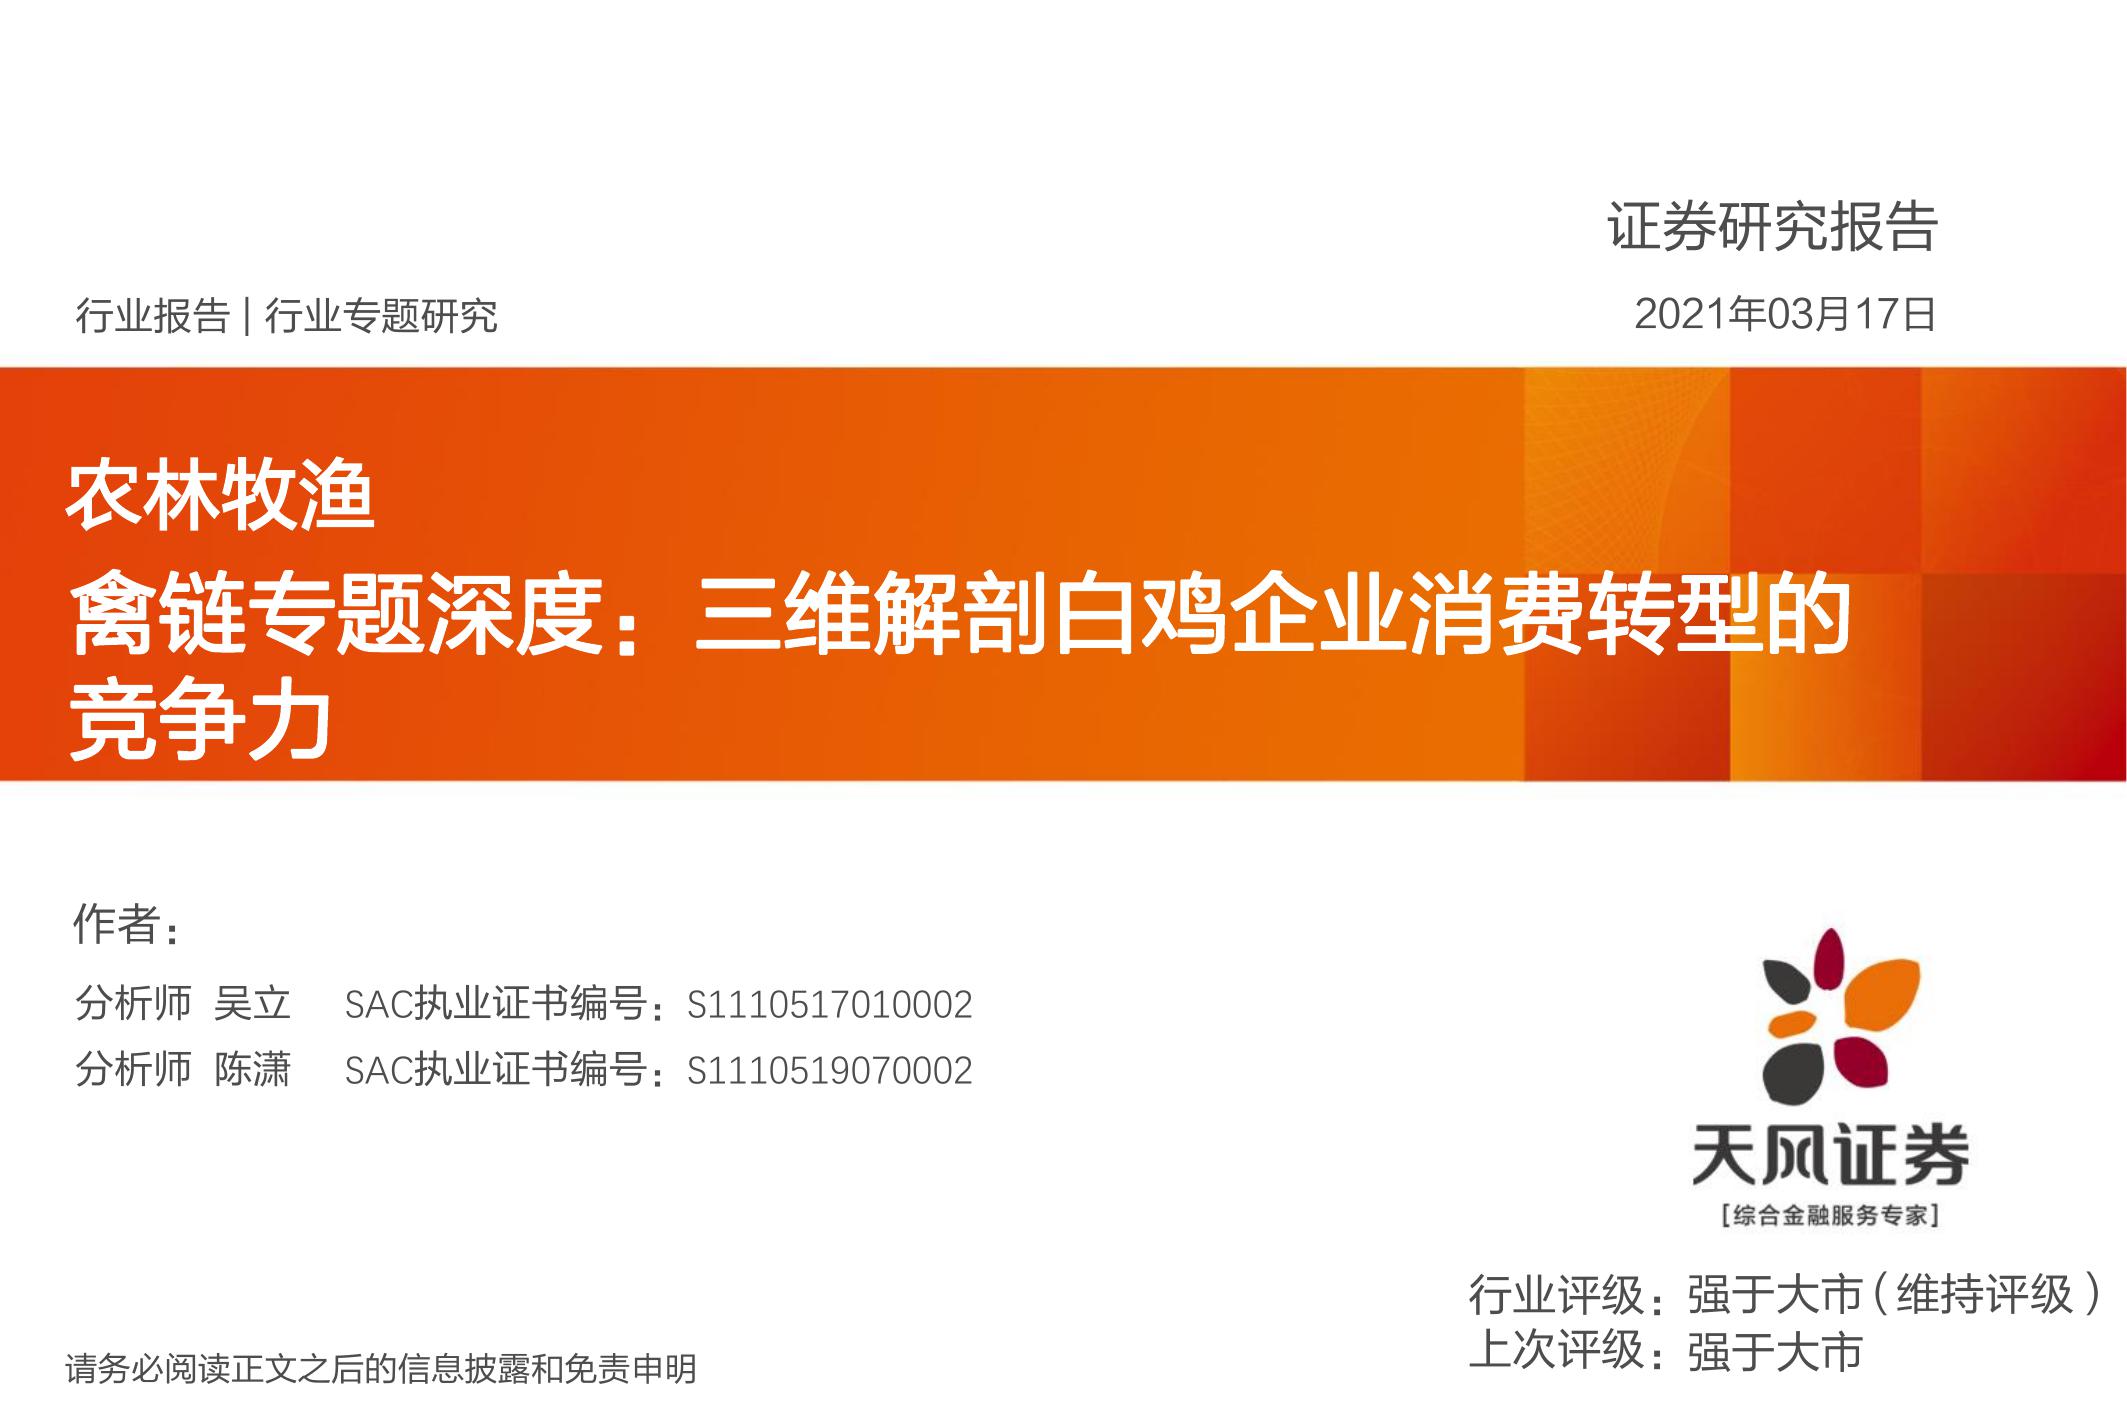 证券研究报告
行业报告 | 行业专题研究
2021年03月17日
农林牧渔
禽链专题深度：三维解剖白鸡企业消费转型的
竞争力
作者：
分析师 吴立 SAC执业证书编号：S1110517010002
分析师 陈潇 SAC执业证书编号：S1110519070002
天风证券
[综合金融服务专家]
行业评级：强于大市（维持评级）
上次评级：强于大市
请务必阅读正文之后的信息披露和免责申明